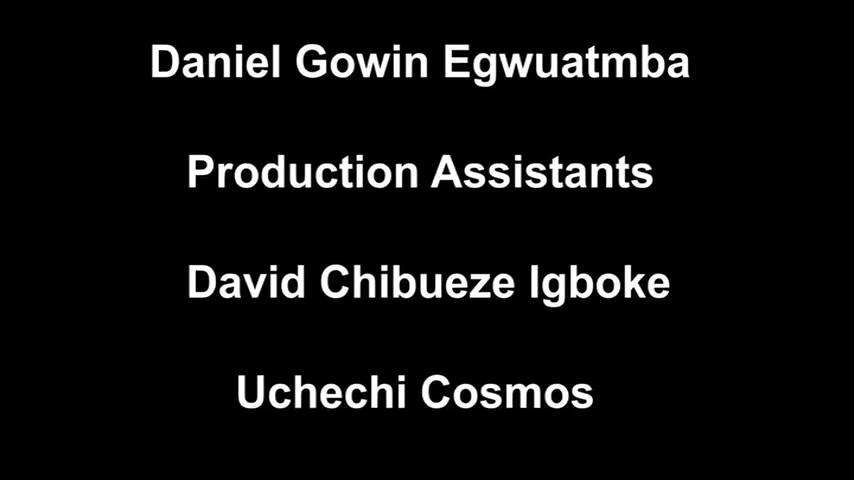 Daniel Gowin Egwuatmba
Production Assistants
David Chibueze Igboke
Uchechi Cosmos